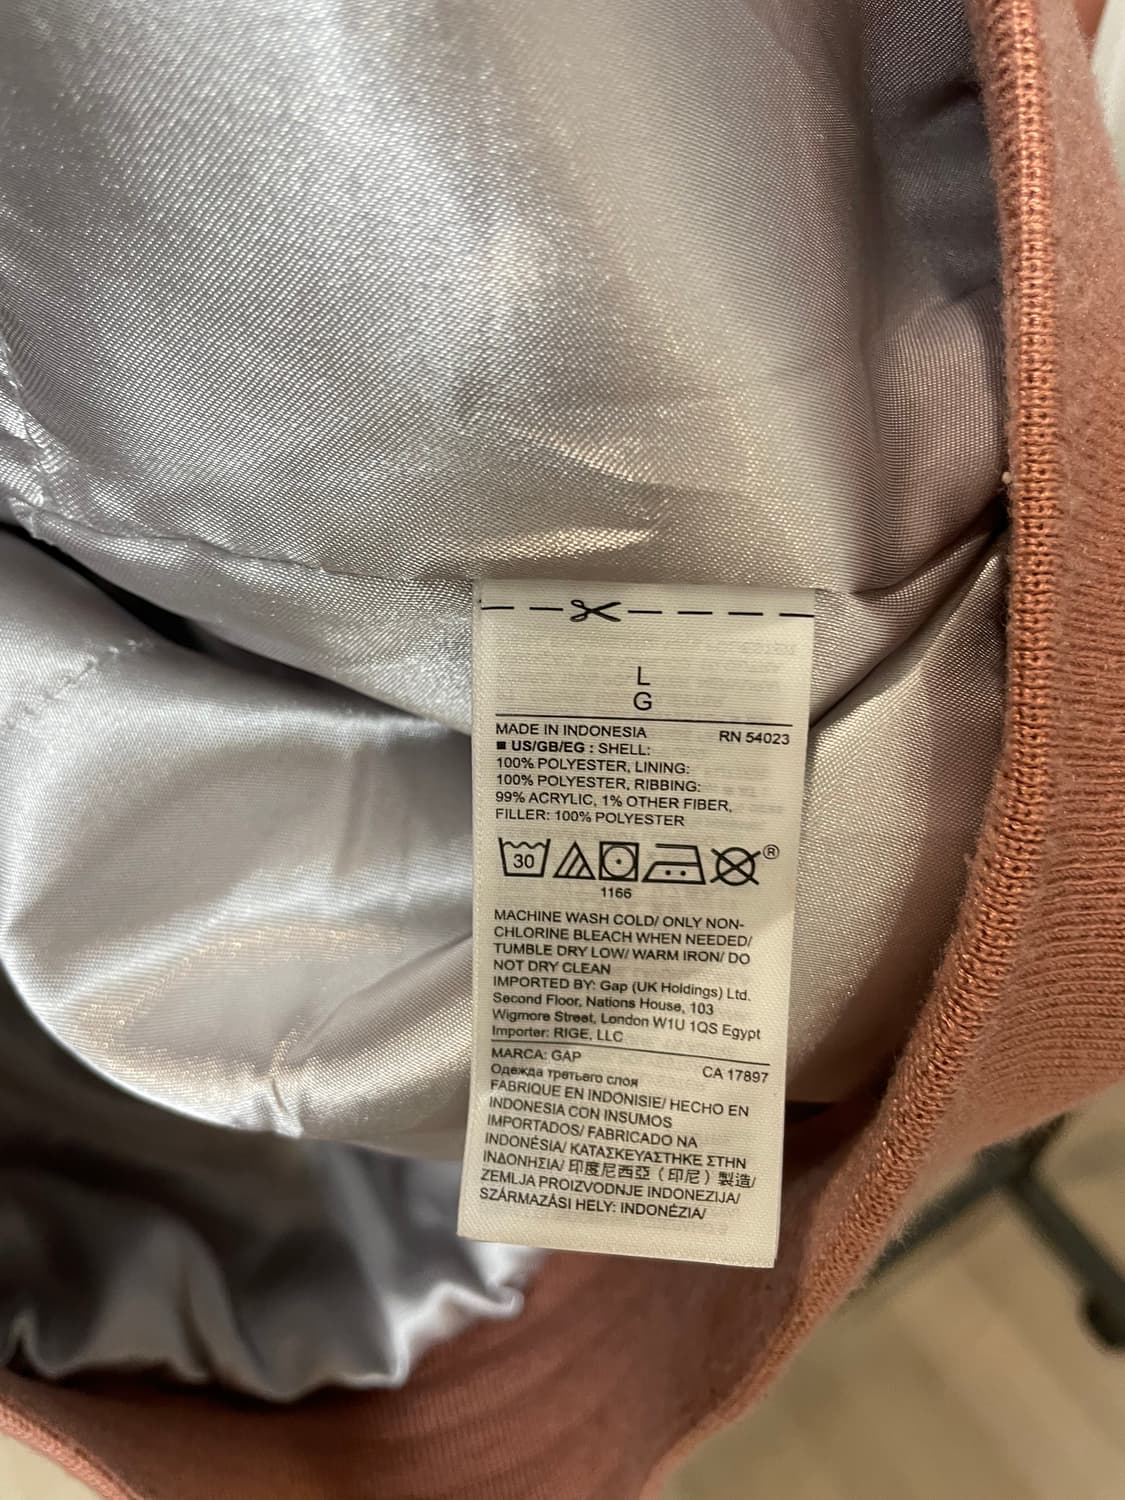 L
G
MADE IN INDONESIA RN 54023
■ US/GB/EG : SHELL:
100% POLYESTER, LINING:
100% POLYESTER, RIBBING:
99% ACRYLIC, 1% OTHER FIBER,
FILLER: 100% POLYESTER
30 ®
1166
MACHINE WASH COLD/ ONLY NON-
CHLORINE BLEACH WHEN NEEDED/
TUMBLE DRY LOW/ WARM IRON/ DO
NOT DRY CLEAN
IMPORTED BY: Gap (UK Holdings) Ltd.
Second Floor, Nations House, 103
Wigmore Street, London W1U 1QS Egypt
Importer: RIGE, LLC
MARCA: GAP CA 17897
Одежда третьего слоя
FABRIQUE EN INDONISIE/ HECHO EN
INDONESIA CON INSUMOS
IMPORTADOS/ FABRICADO NA
INDONÉSIA/ ΚΑΤΑΣΚΕΥΑΣΤΗΚΕ ΣΤΗΝ
ΙΝΔΟΝΗΣΙΑ/ 印度尼西亞（印尼）製造/
ZEMLJA PROIZVODNJE INDONEZIJA/
SZÁRMAZÁSI HELY: INDONÉZIA/